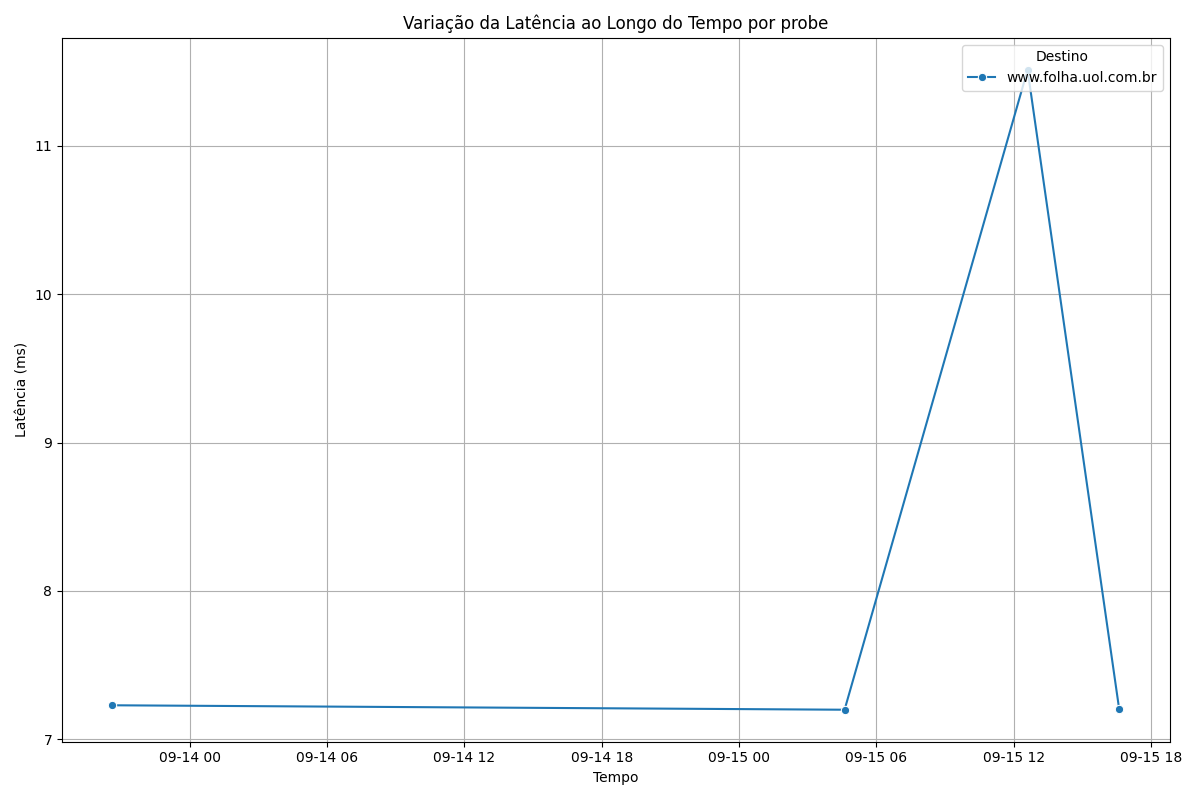 Variação da Latência ao Longo do Tempo por probe
Destino
www.folha.uol.com.br
Latência (ms)
11
10
9
8
7
09-14 00
09-14 06
09-14 12
09-14 18
09-15 00
09-15 06
09-15 12
09-15 18
Tempo